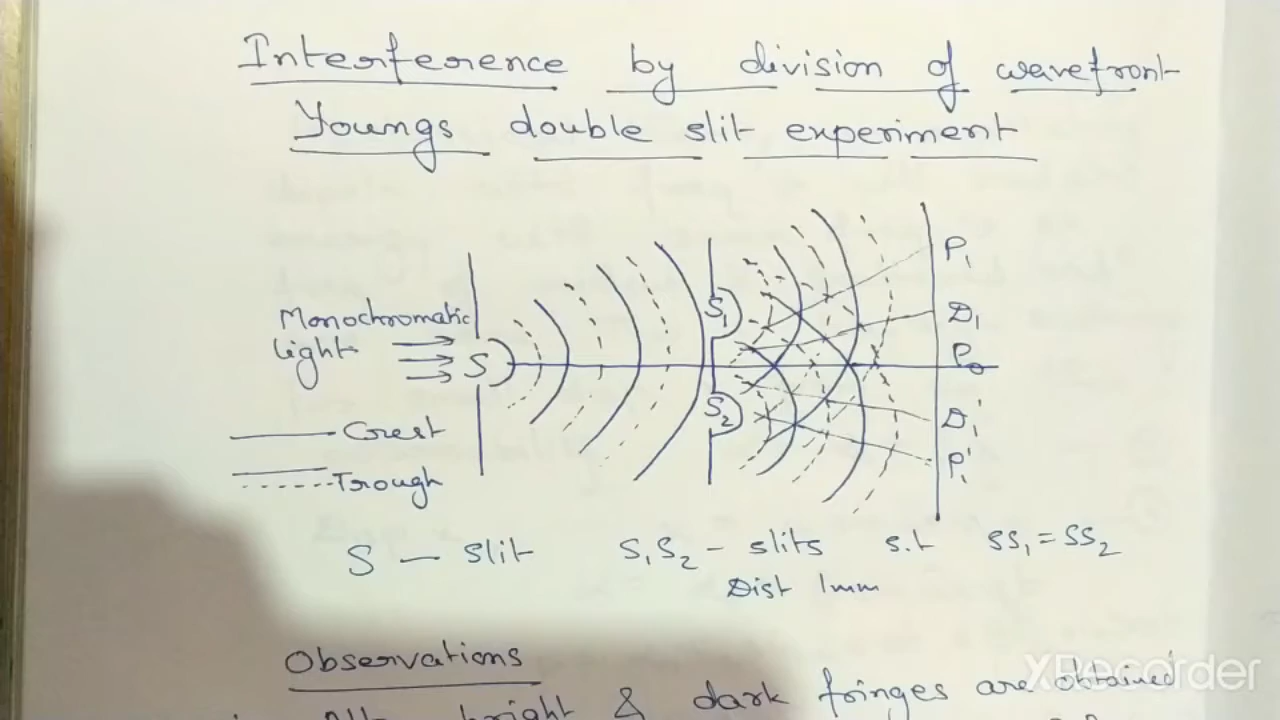 Interference by division of wavefront
Youngs double slit experiment
P₁
S₁
Monochromatic
light
D₁
S
P₀
S₂
D₁'
Crest
P₁'
Trough
S — slit S₁S₂ - slits s.t SS₁ = SS₂
Dist 1mm
Observations
bright & dark fringes are obtained
XRecorder